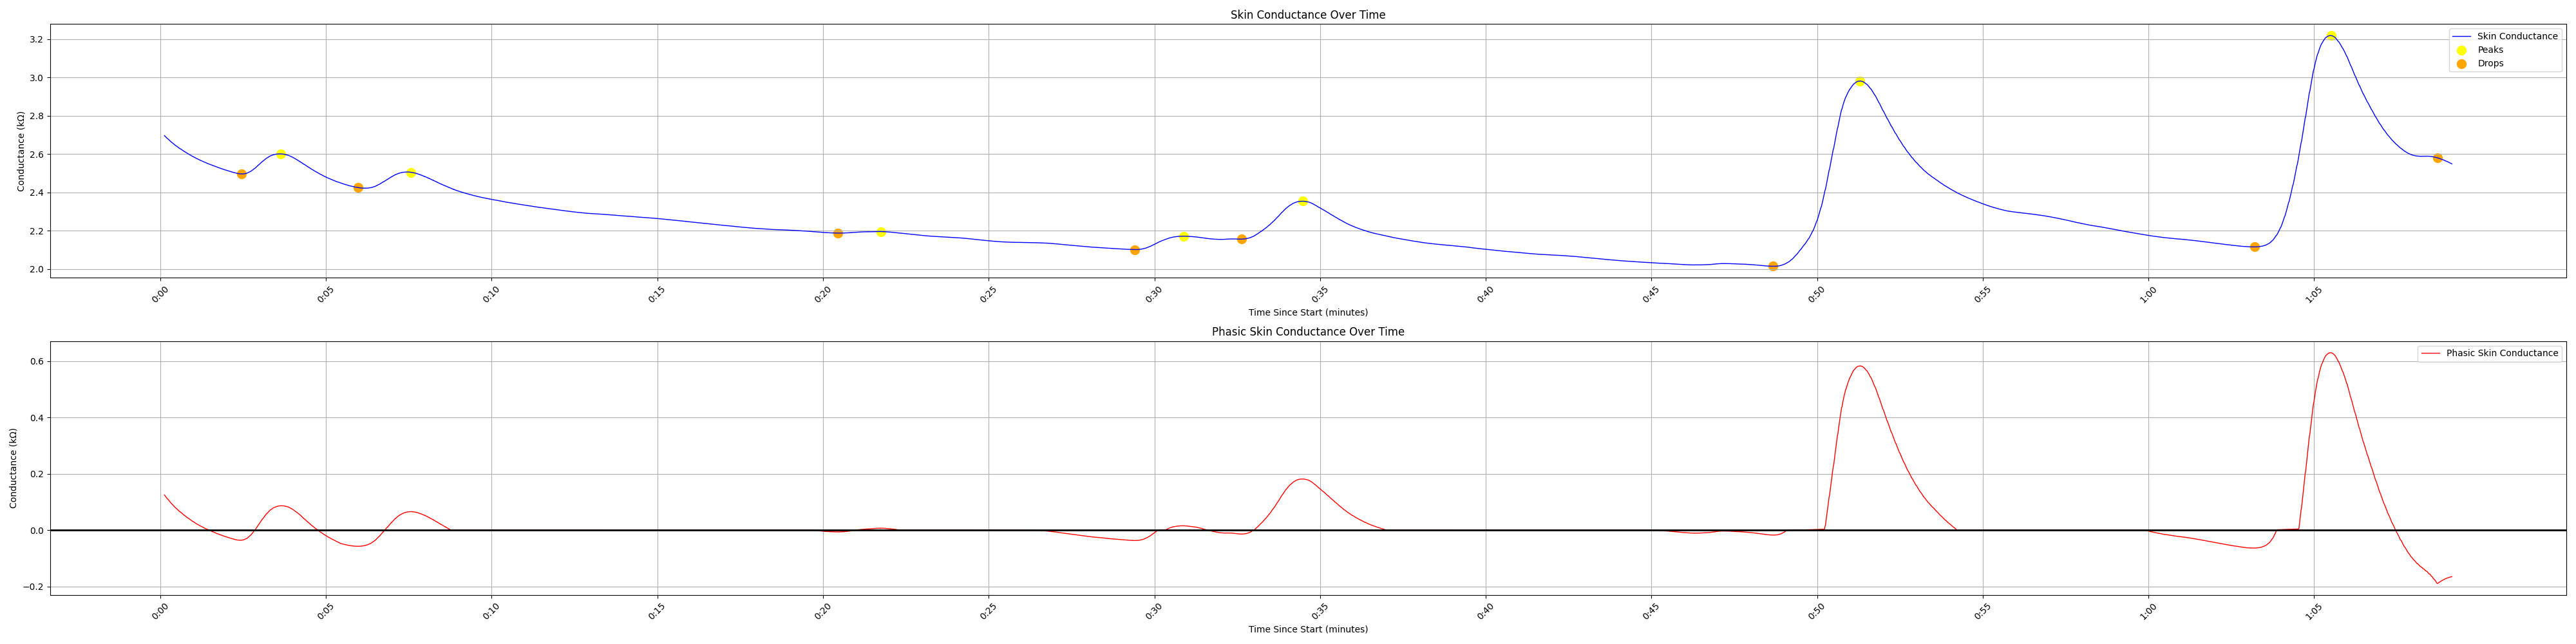 Skin Conductance Over Time
Conductance (kΩ)
3.2
3.0
2.8
2.6
2.4
2.2
2.0
Skin Conductance
Peaks
Drops
0:00 0:05 0:10 0:15 0:20 0:25 0:30 0:35 0:40 0:45 0:50 0:55 1:00 1:05
Time Since Start (minutes)
Phasic Skin Conductance Over Time
Conductance (kΩ)
0.6
0.4
0.2
0.0
−0.2
Phasic Skin Conductance
0:00 0:05 0:10 0:15 0:20 0:25 0:30 0:35 0:40 0:45 0:50 0:55 1:00 1:05
Time Since Start (minutes)